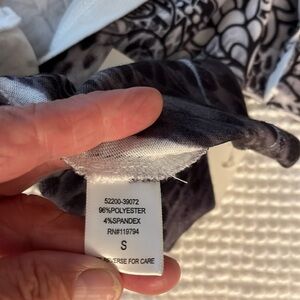 52200-39072
96%POLYESTER
4%SPANDEX
RN#119794
S
REVERSE FOR CARE